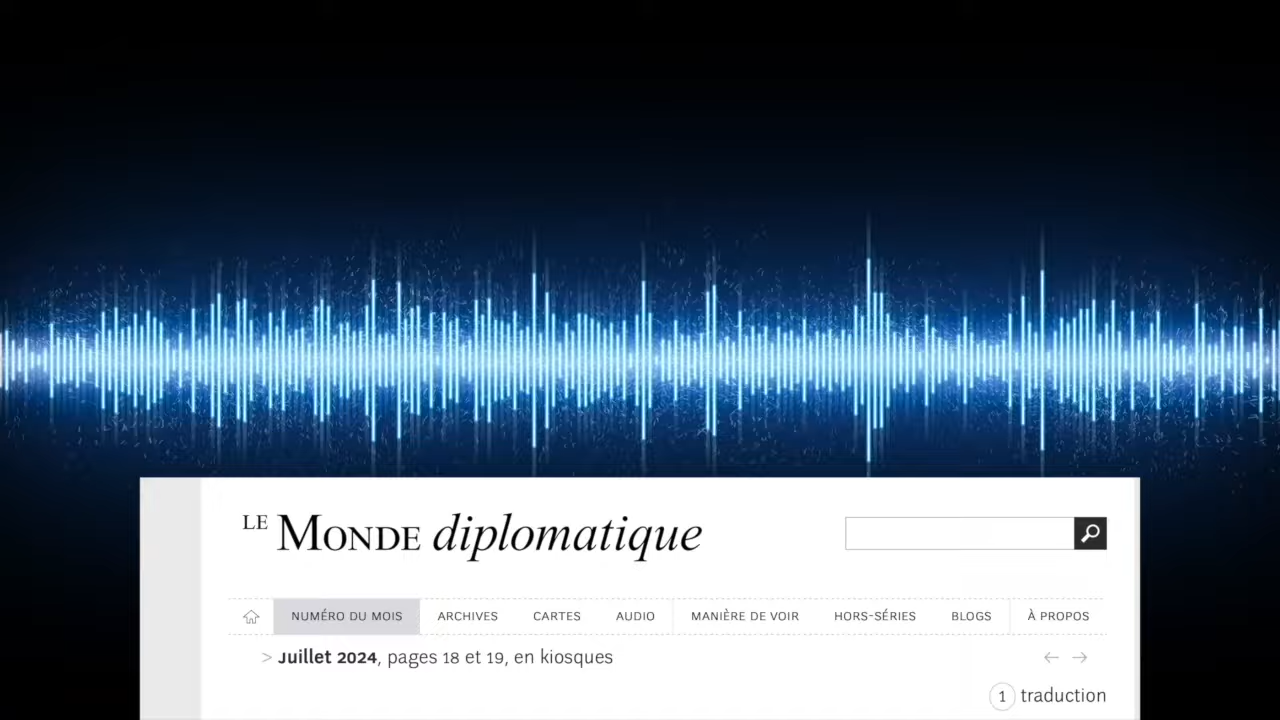 LE MONDE diplomatique
NUMÉRO DU MOIS ARCHIVES CARTES AUDIO MANIÈRE DE VOIR HORS-SÉRIES BLOGS À PROPOS
> Juillet 2024, pages 18 et 19, en kiosques
1 traduction